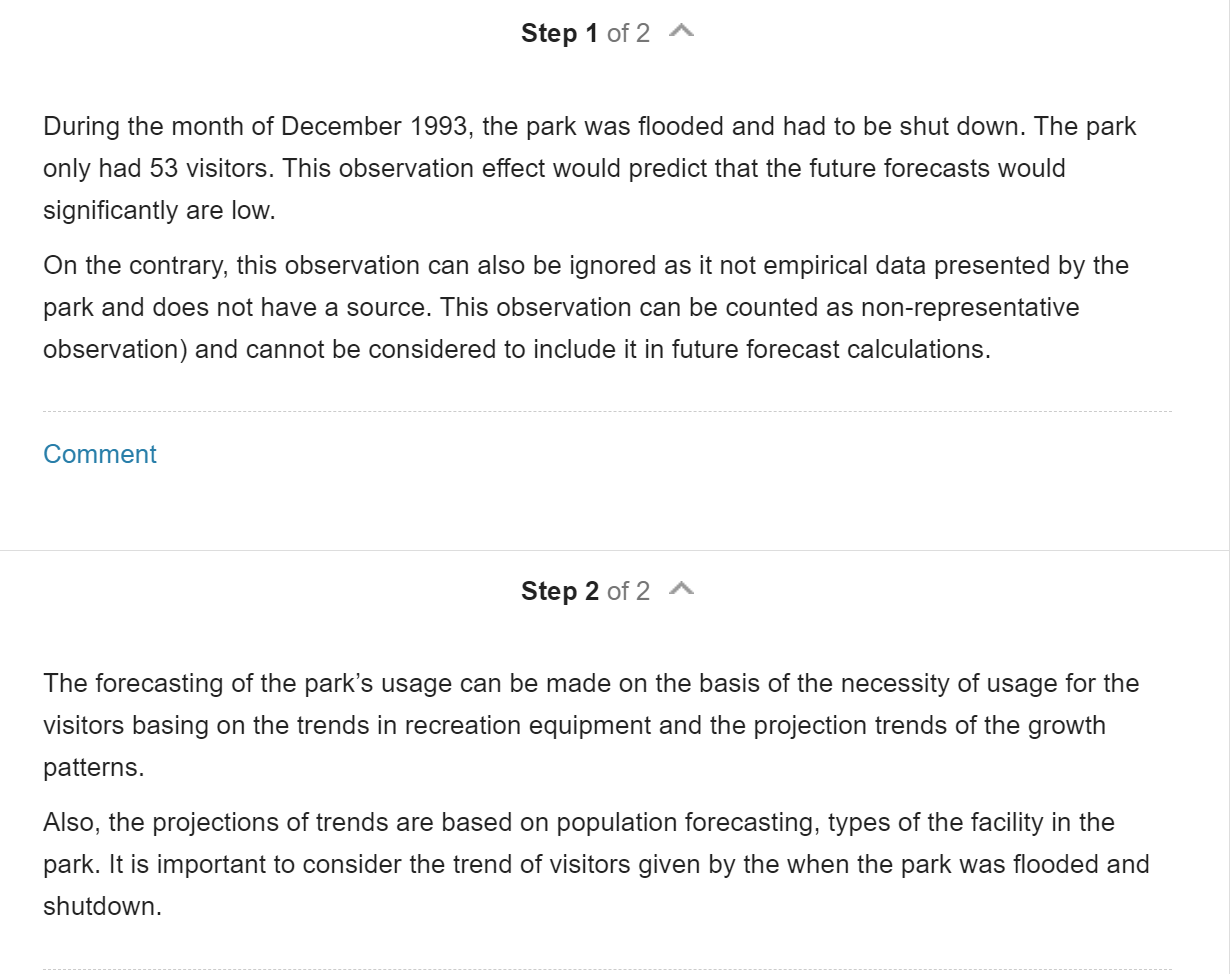 Step 1 of 2
During the month of December 1993, the park was flooded and had to be shut down. The park
only had 53 visitors. This observation effect would predict that the future forecasts would
significantly are low.
On the contrary, this observation can also be ignored as it not empirical data presented by the
park and does not have a source. This observation can be counted as non-representative
observation) and cannot be considered to include it in future forecast calculations.
Comment
Step 2 of 2
The forecasting of the park’s usage can be made on the basis of the necessity of usage for the
visitors basing on the trends in recreation equipment and the projection trends of the growth
patterns.
Also, the projections of trends are based on population forecasting, types of the facility in the
park. It is important to consider the trend of visitors given by the when the park was flooded and
shutdown.